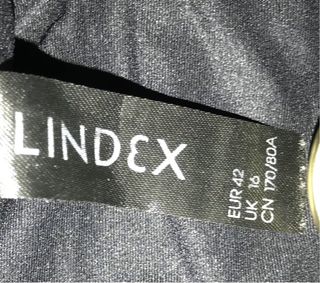 LINDEX
EUR 42
UK 16
CN 170/80A